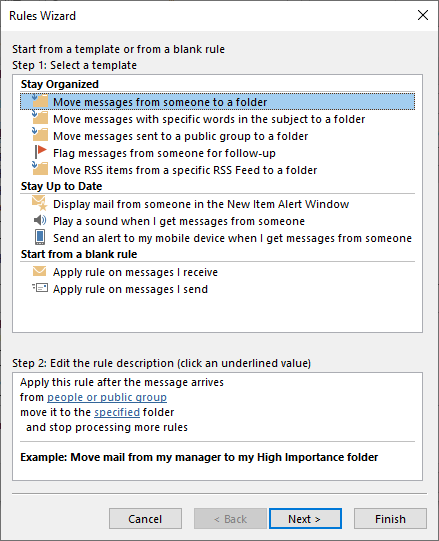 Rules Wizard
Start from a template or from a blank rule
Step 1: Select a template
Stay Organized
Move messages from someone to a folder
Move messages with specific words in the subject to a folder
Move messages sent to a public group to a folder
Flag messages from someone for follow-up
Move RSS items from a specific RSS Feed to a folder
Stay Up to Date
Display mail from someone in the New Item Alert Window
Play a sound when I get messages from someone
Send an alert to my mobile device when I get messages from someone
Start from a blank rule
Apply rule on messages I receive
Apply rule on messages I send
Step 2: Edit the rule description (click an underlined value)
Apply this rule after the message arrives
from people or public group
move it to the specified folder
and stop processing more rules
Example: Move mail from my manager to my High Importance folder
Cancel
< Back
Next >
Finish